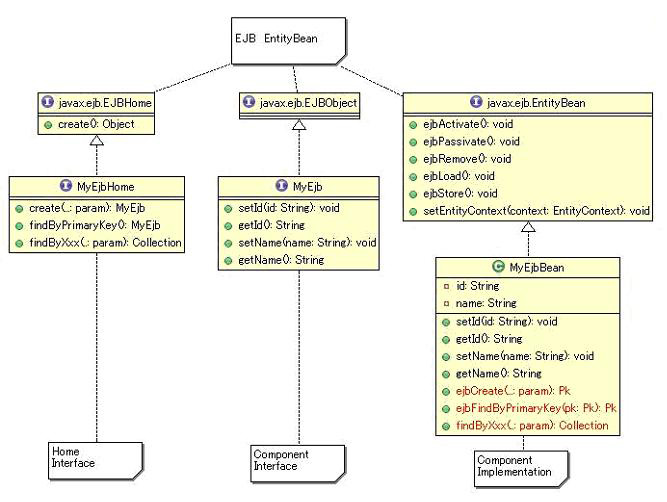 EJB EntityBean
I javax.ejb.EJBHome
create(): Object
I javax.ejb.EJBObject
I javax.ejb.EntityBean
ejbActivate(): void
ejbPassivate(): void
ejbRemove(): void
ejbLoad(): void
ejbStore(): void
setEntityContext(context: EntityContext): void
I MyEjbHome
create(..: param): MyEjb
findByPrimaryKey(): MyEjb
findByXxx(.: param): Collection
I MyEjb
setId(id: String): void
getId(): String
setName(name: String): void
getName(): String
C MyEjbBean
id: String
name: String
setId(id: String): void
getId(): String
setName(name: String): void
getName(): String
ejbCreate(..: param): Pk
ejbFindByPrimaryKey(pk: Pk): Pk
findByXxx(.: param): Collection
Home
Interface
Component
Interface
Component
Implementation